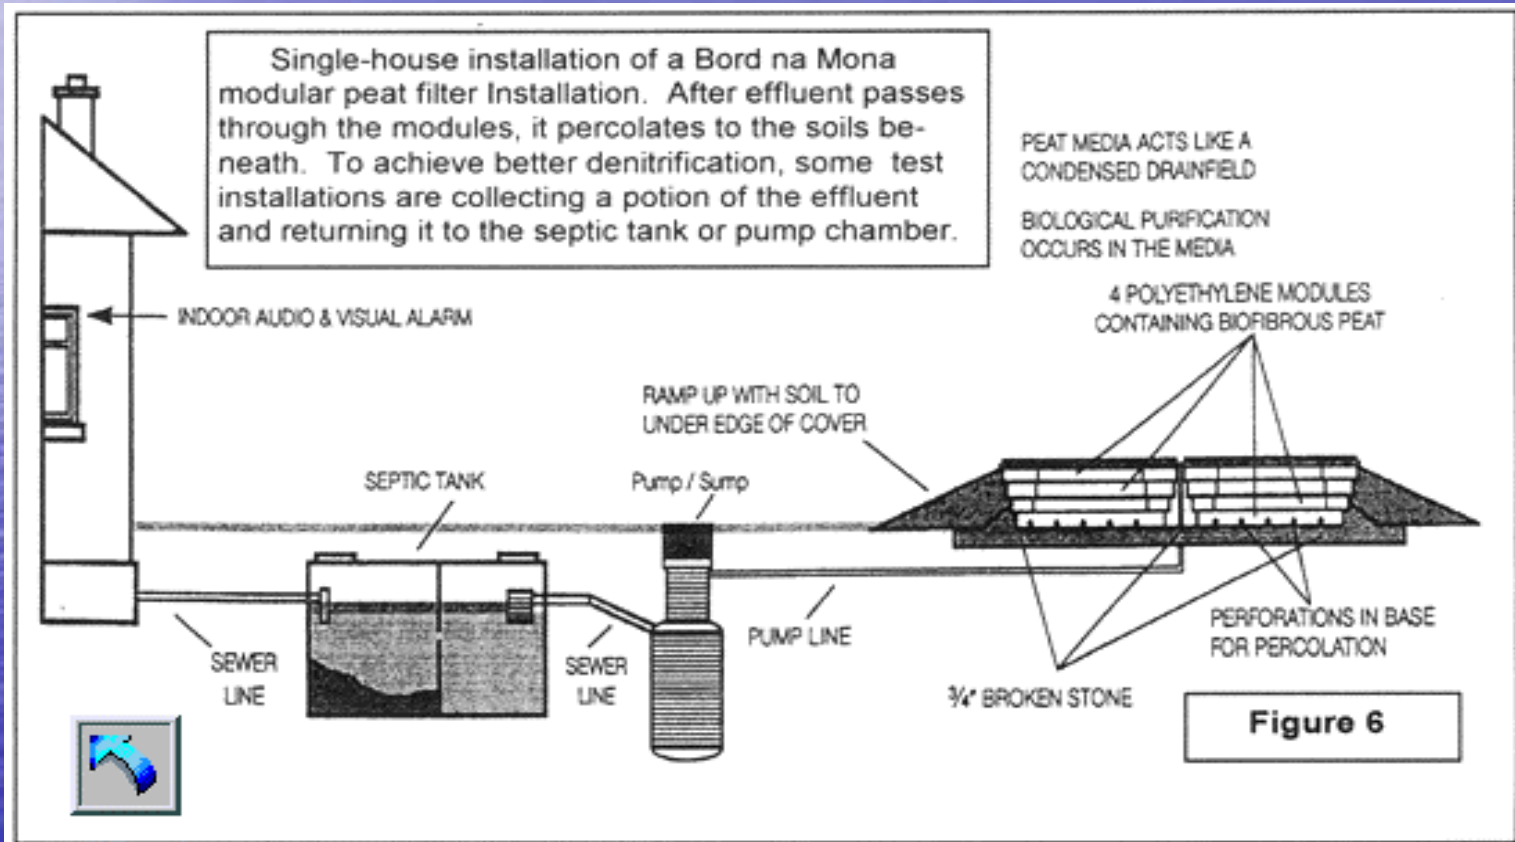 Single-house installation of a Bord na Mona
modular peat filter Installation. After effluent passes
through the modules, it percolates to the soils be-
neath. To achieve better denitrification, some test
installations are collecting a potion of the effluent
and returning it to the septic tank or pump chamber.
PEAT MEDIA ACTS LIKE A
CONDENSED DRAINFIELD
BIOLOGICAL PURIFICATION
OCCURS IN THE MEDIA
4 POLYETHYLENE MODULES
CONTAINING BIOFIBROUS PEAT
INDOOR AUDIO & VISUAL ALARM
RAMP UP WITH SOIL TO
UNDER EDGE OF COVER
SEPTIC TANK
Pump / Sump
SEWER
LINE
SEWER
LINE
PUMP LINE
PERFORATIONS IN BASE
FOR PERCOLATION
3/4" BROKEN STONE
Figure 6